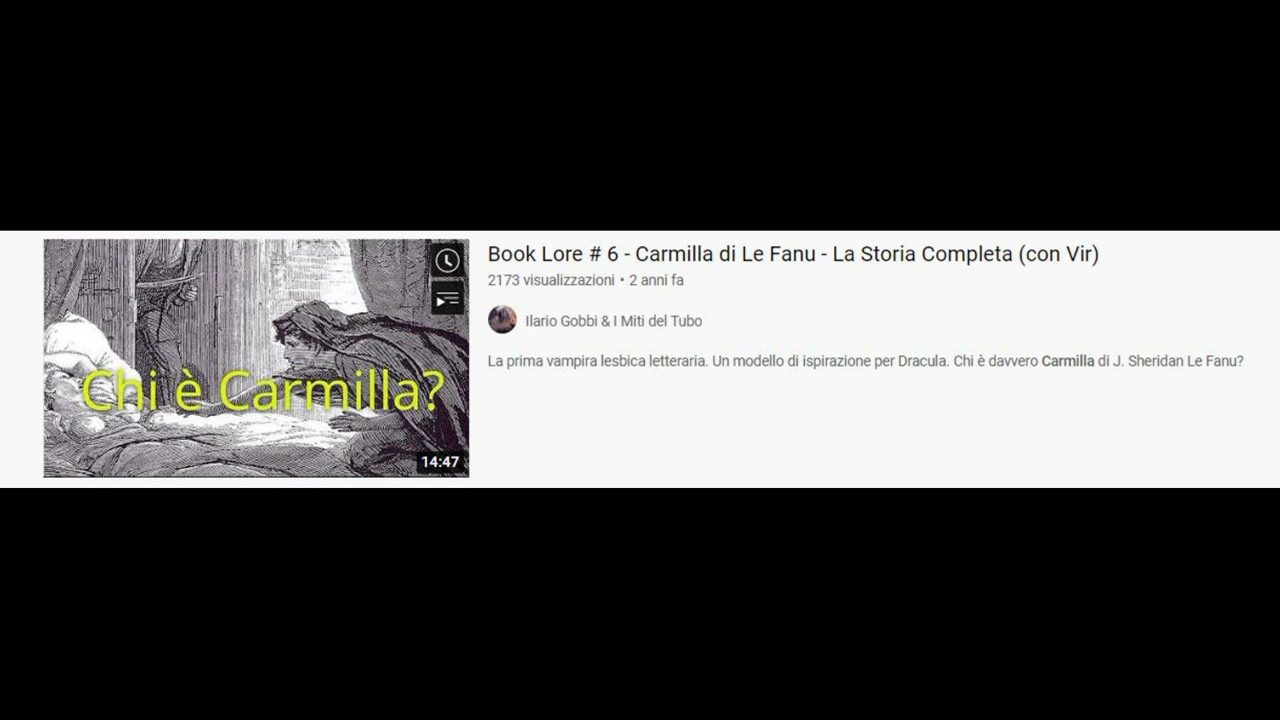 Chi è Carmilla?
14:47
Book Lore # 6 - Carmilla di Le Fanu - La Storia Completa (con Vir)
2173 visualizzazioni • 2 anni fa
Ilario Gobbi & I Miti del Tubo
La prima vampira lesbica letteraria. Un modello di ispirazione per Dracula. Chi è davvero Carmilla di J. Sheridan Le Fanu?